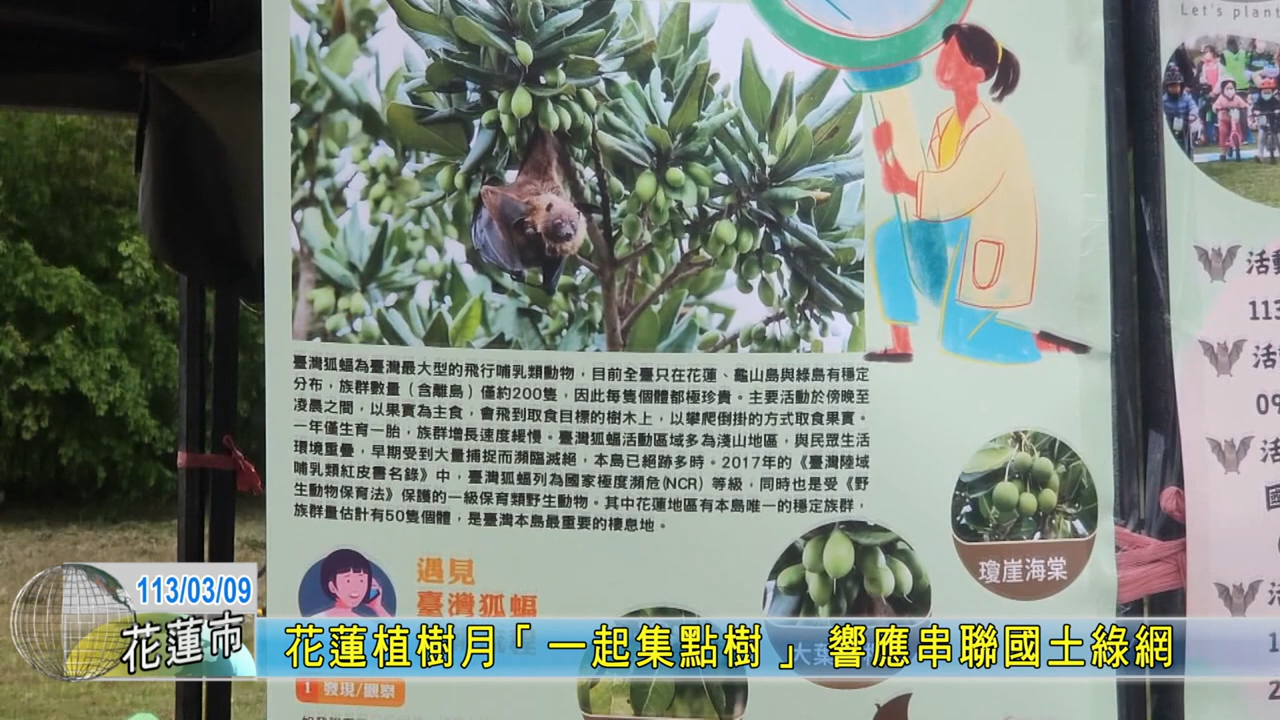 Let's plant
臺灣狐蝠為臺灣最大型的飛行哺乳類動物，目前全臺只在花蓮、龜山島與綠島有穩定
分布，族群數量（含離島）僅約200隻，因此每隻個體都極珍貴。主要活動於傍晚至
凌晨之間，以果實為主食，會飛到取食目標的樹木上，以攀爬倒掛的方式取食果實。
一年僅生育一胎，族群增長速度緩慢。臺灣狐蝠活動區域多為淺山地區，與民眾生活
環境重疊，早期受到大量捕捉而瀕臨滅絕，本島已絕跡多時。2017年的《臺灣陸域
哺乳類紅皮書名錄》中，臺灣狐蝠列為國家極度瀕危(NCR) 等級，同時也是受《野
生動物保育法》保護的一級保育類野生動物。其中花蓮地區有本島唯一的穩定族群，
族群量估計有50隻個體，是臺灣本島最重要的棲息地。
遇見
臺灣狐蝠
1 發現/觀察
瓊崖海棠
大葉
活動
113
活
09
活
113/03/09
花蓮市
花蓮植樹月「一起集點樹」響應串聯國土綠網